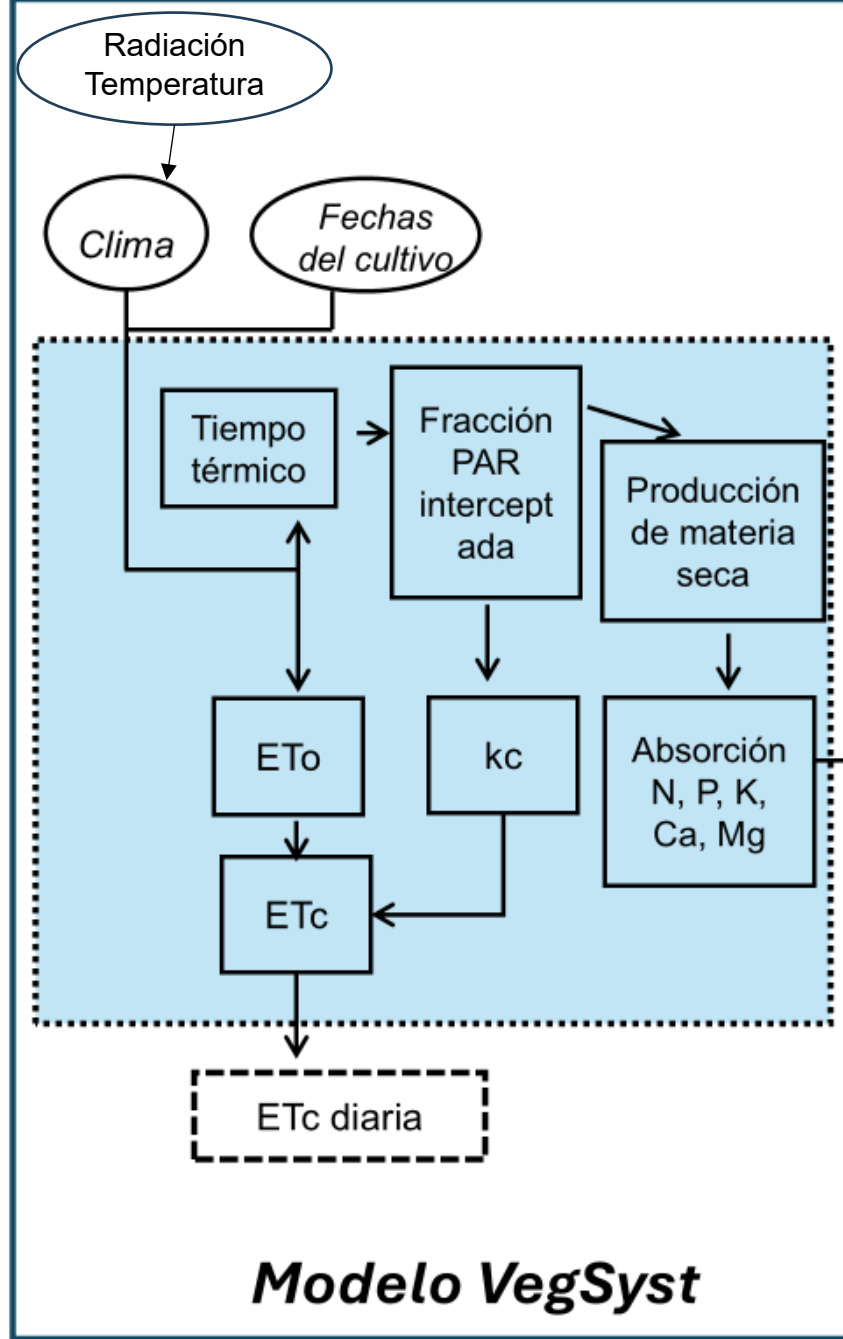 Radiación
Temperatura
Clima
Fechas
del cultivo
Tiempo
térmico
Fracción
PAR
intercept
ada
Producción
de materia
seca
ETo
kc
Absorción
N, P, K,
Ca, Mg
ETc
ETc diaria
Modelo VegSyst